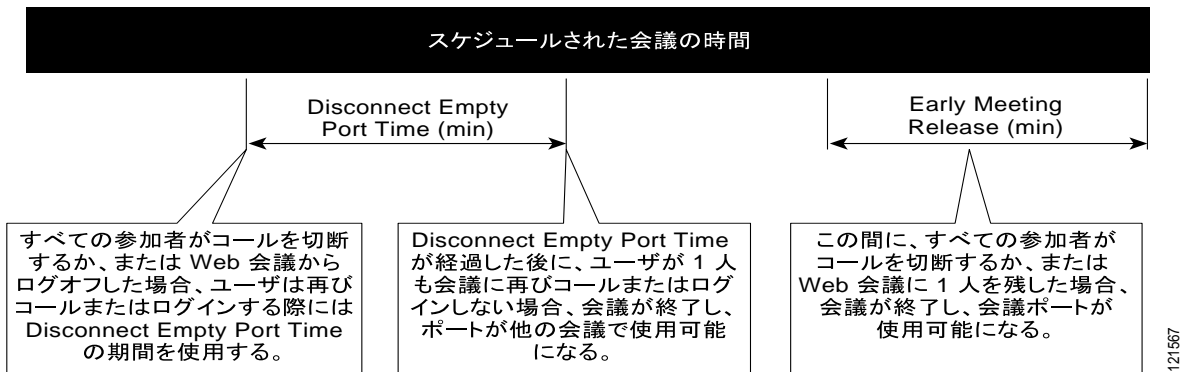 スケジュールされた会議の時間
Disconnect Empty
Port Time (min)
Early Meeting
Release (min)
すべての参加者がコールを切断
するか、または Web 会議から
ログオフした場合、ユーザは再び
コールまたはログインする際には
Disconnect Empty Port Time
の期間を使用する。
Disconnect Empty Port Time
が経過した後に、ユーザが 1 人
も会議に再びコールまたはログ
インしない場合、会議が終了し、
ポートが他の会議で使用可能
になる。
この間に、すべての参加者が
コールを切断するか、または
Web 会議に 1 人を残した場合、
会議が終了し、会議ポートが
使用可能になる。
121567